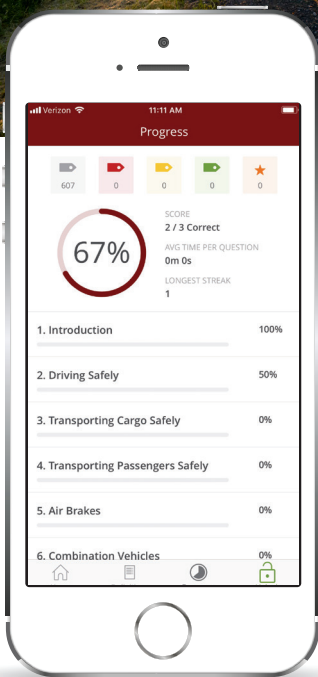 Verizon 11:11 AM
Progress
607 0 0 0 0
67%
SCORE
2 / 3 Correct
AVG TIME PER QUESTION
0m 0s
LONGEST STREAK
1
1. Introduction 100%
2. Driving Safely 50%
3. Transporting Cargo Safely 0%
4. Transporting Passengers Safely 0%
5. Air Brakes 0%
6. Combination Vehicles 0%